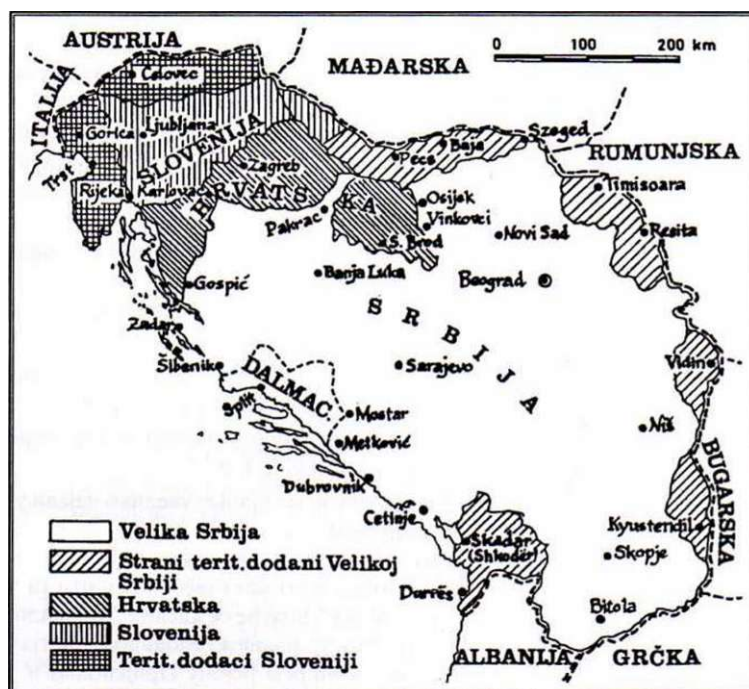 AUSTRIJA
MAĐARSKA
0 100 200 km
ITALLIJA
Celovec
Gorica
Ljubljana
SLOVENIJA
Trst
Rijeka
Karlovac
Zagreb
HRVATSKA
Pecs
Baja
Szeged
RUMUNJSKA
Timisoara
Resita
Osijek
Vinkovci
Pakrac
S. Brod
Novi Sad
Banja Luka
Beograd
Gospić
SRBIJA
Zadar
Šibenik
DALMAC.
Split
Sarajevo
Vidin
Mostar
Metković
Niš
BUGARSKA
Dubrovnik
Cetinje
Kyustendil
Skadar
(Shkodër)
Skopje
Durrës
Bitola
ALBANIJA
GRČKA
Velika Srbija
Strani terit.dodani Velikoj
Srbiji
Hrvatska
Slovenija
Terit.dodaci Sloveniji